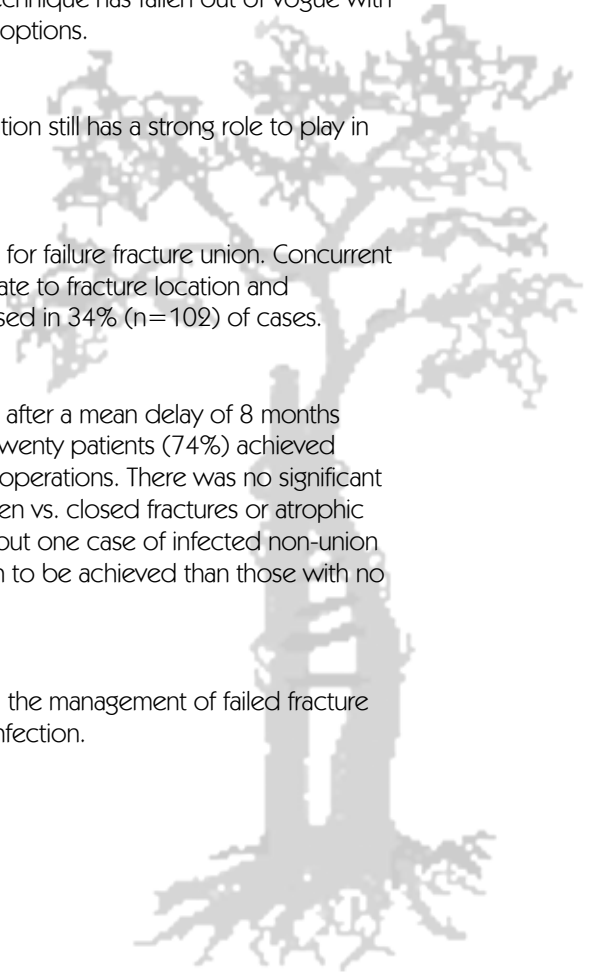 technique has fallen out of vogue with
options.
tion still has a strong role to play in
for failure fracture union. Concurrent
ate to fracture location and
sed in 34% (n=102) of cases.
after a mean delay of 8 months
wenty patients (74%) achieved
operations. There was no significant
en vs. closed fractures or atrophic
out one case of infected non-union
n to be achieved than those with no
the management of failed fracture
nfection.